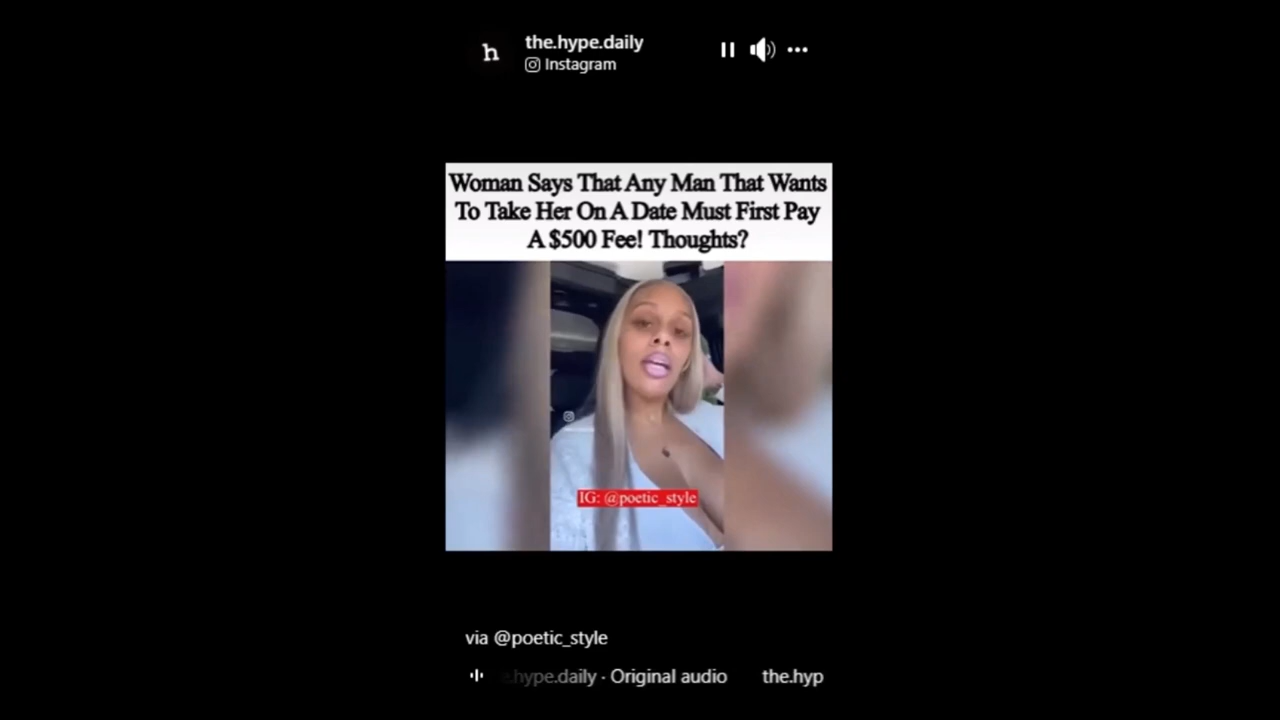 the.hype.daily
Instagram
Woman Says That Any Man That Wants
To Take Her On A Date Must First Pay
A $500 Fee! Thoughts?
IG: @poetic_style
via @poetic_style
.hype.daily · Original audio the.hyp